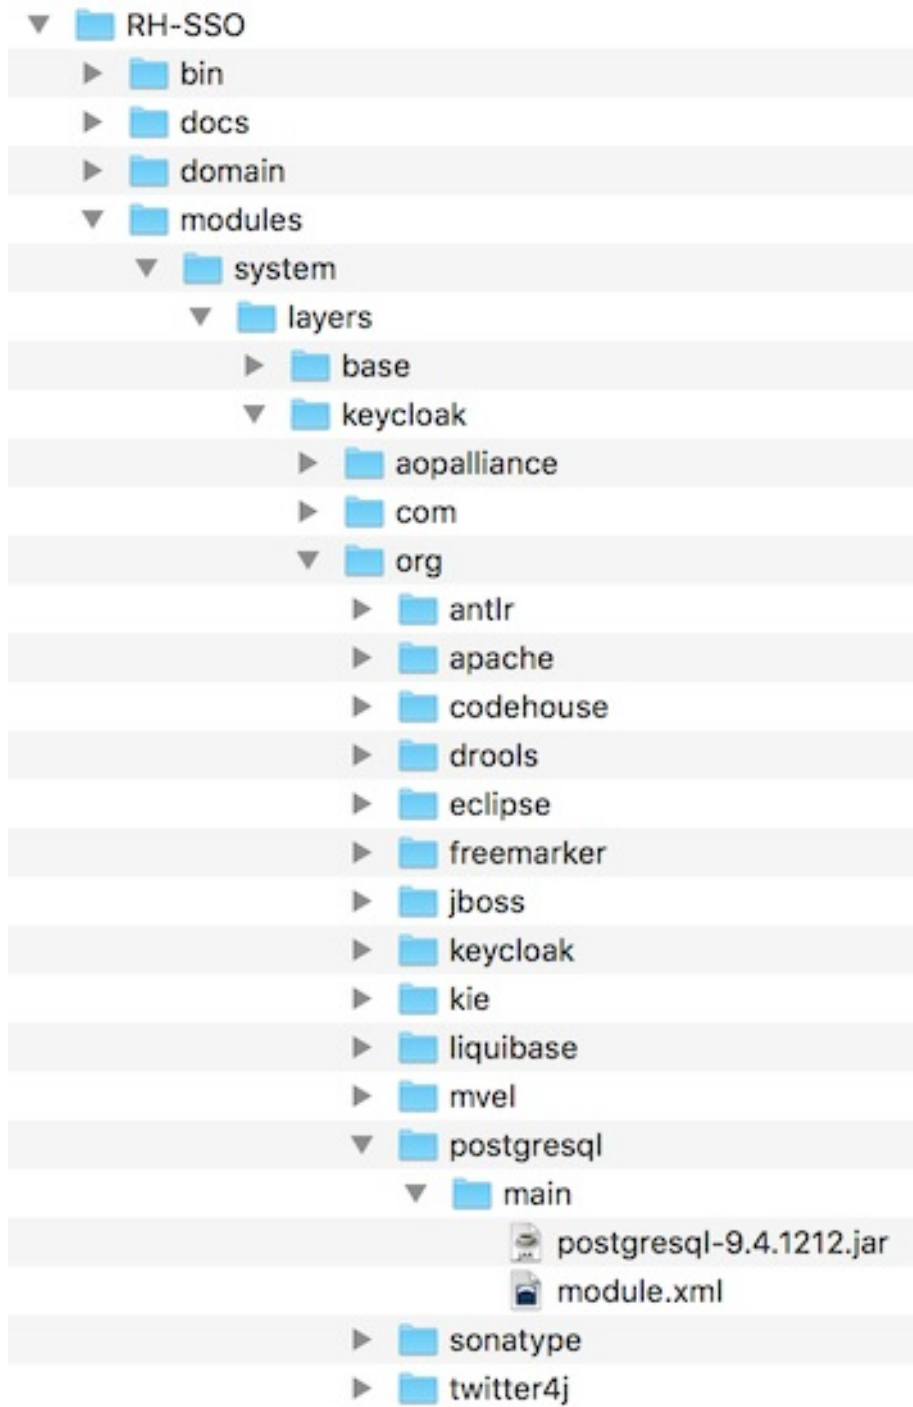 RH-SSO
bin
docs
domain
modules
system
layers
base
keycloak
aopalliance
com
org
antlr
apache
codehouse
drools
eclipse
freemarker
jboss
keycloak
kie
liquibase
mvel
postgresql
main
postgresql-9.4.1212.jar
module.xml
sonatype
twitter4j